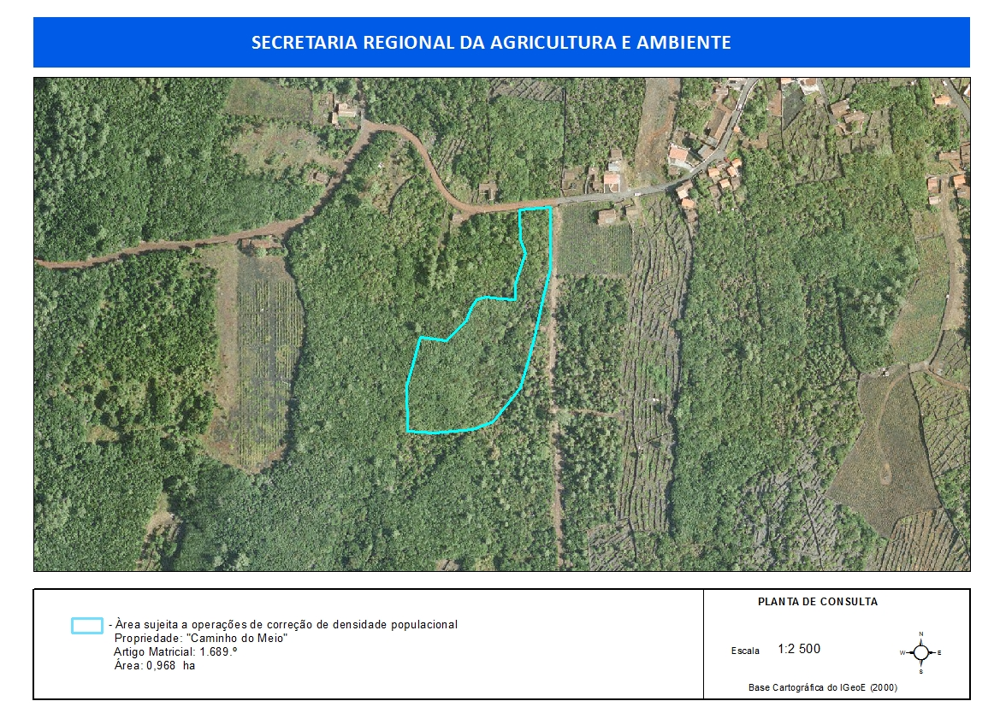 SECRETARIA REGIONAL DA AGRICULTURA E AMBIENTE
- Àrea sujeita a operações de correção de densidade populacional
Propriedade: "Caminho do Meio"
Artigo Matricial: 1.689.º
Área: 0,968 ha
PLANTA DE CONSULTA
Escala 1:2 500
N
W E
S
Base Cartográfica do IGeoE (2000)